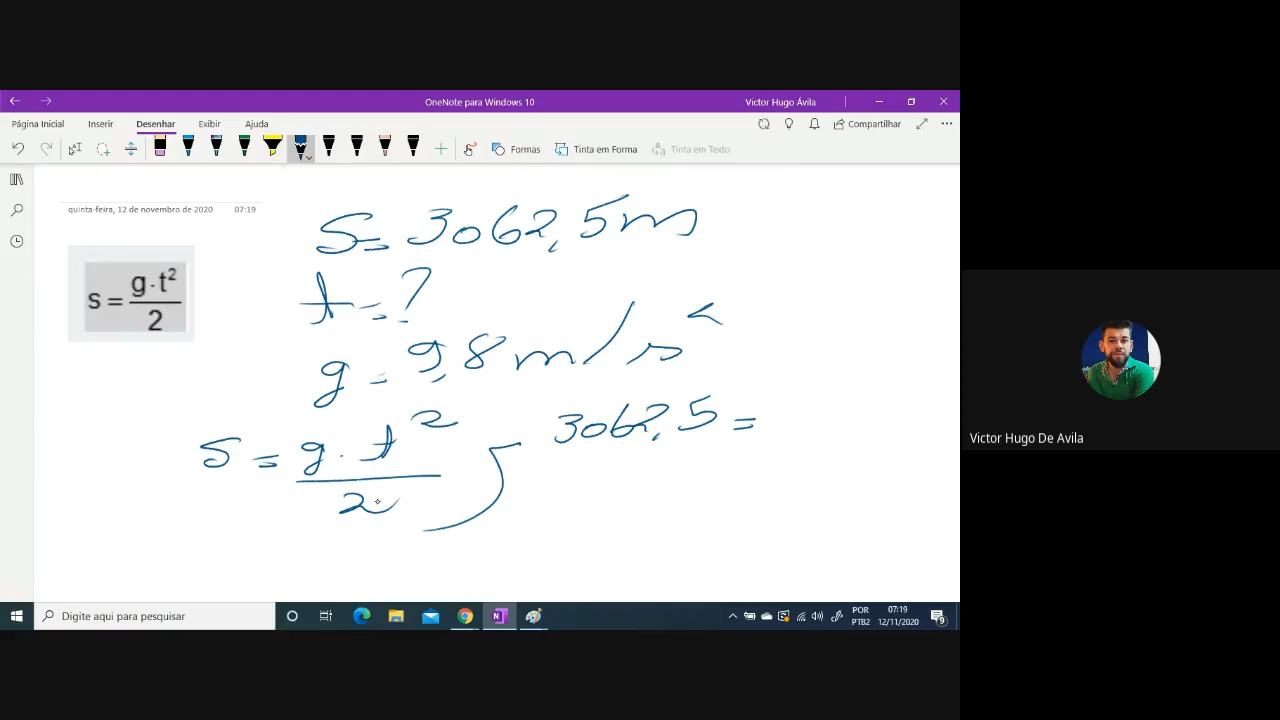 OneNote para Windows 10
Victor Hugo Ávila
Página Inicial Inserir Desenhar Exibir Ajuda
Compartilhar
Formas Tinta em Forma Tinta em Texto
quinta-feira, 12 de novembro de 2020 07:19
s = g · t² / 2
S = 3062,5 m
t = ?
g = 9,8 m/s²
S = g · t² / 2
3062,5 =
Victor Hugo De Avila
Digite aqui para pesquisar
POR
PTB2
07:19
12/11/2020
9